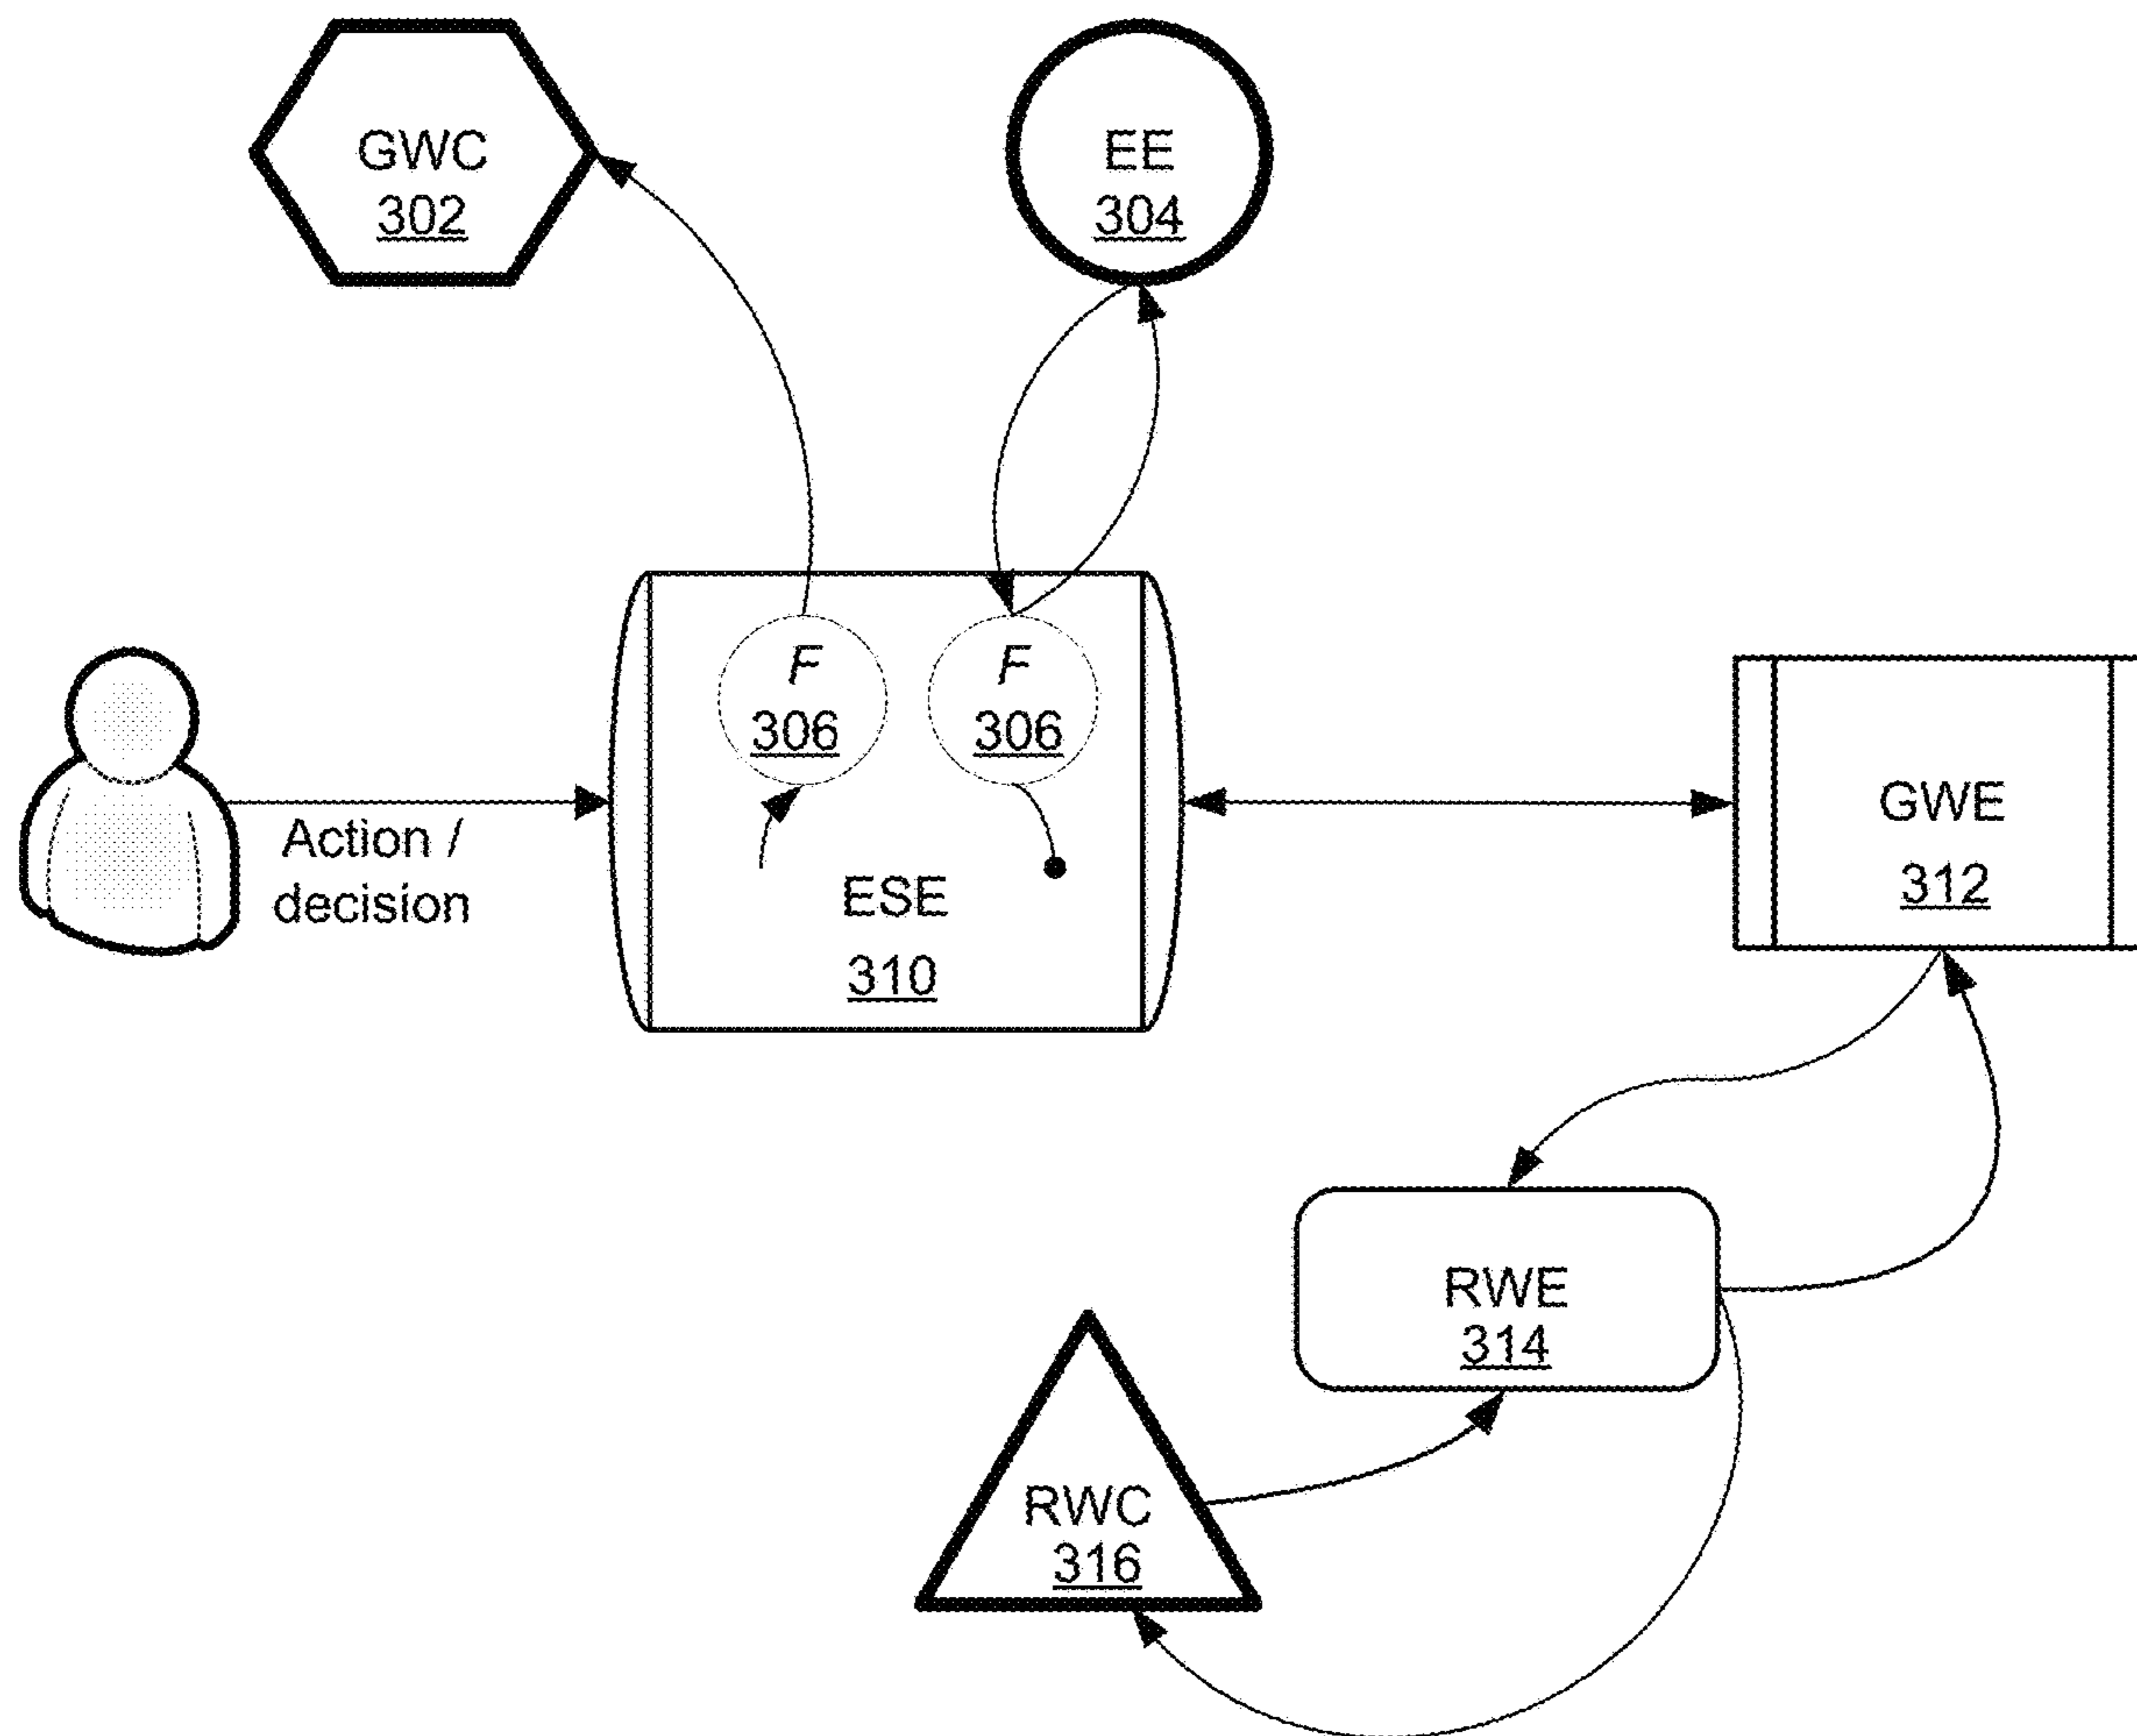 GWC
302
EE
304
F
306
F
306
Action /
decision
ESE
310
GWE
312
RWE
314
RWC
316